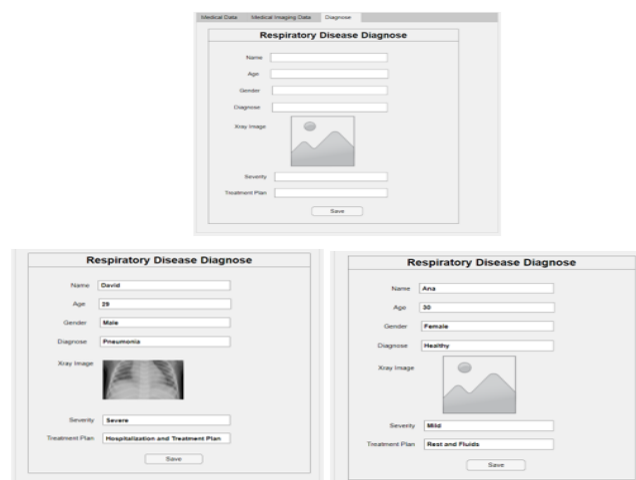 Medical Data Medical Imaging Data Diagnose
Respiratory Disease Diagnose
Name
Age
Gender
Diagnose
Xray Image
Severity
Treatment Plan
Save
Respiratory Disease Diagnose
Name David
Age 29
Gender Male
Diagnose Pneumonia
Xray Image
Severity Severe
Treatment Plan Hospitalization and Treatment Plan
Save
Respiratory Disease Diagnose
Name Ana
Age 30
Gender Female
Diagnose Healthy
Xray Image
Severity Mild
Treatment Plan Rest and Fluids
Save